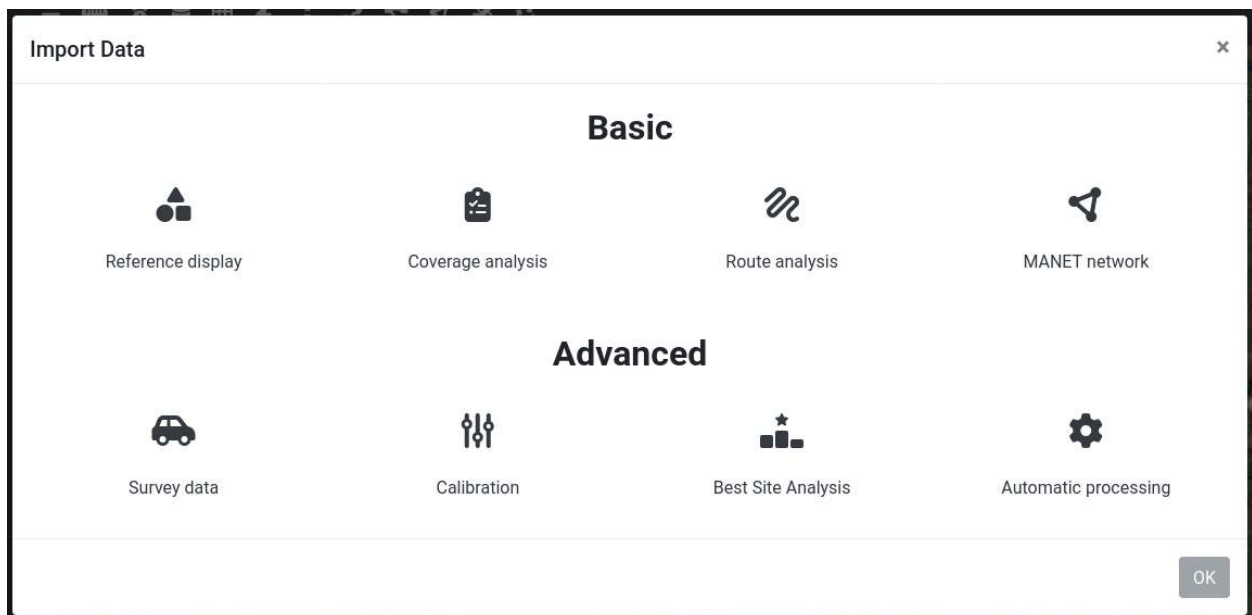 Import Data ×
Basic
Reference display Coverage analysis Route analysis MANET network
Advanced
Survey data Calibration Best Site Analysis Automatic processing
OK